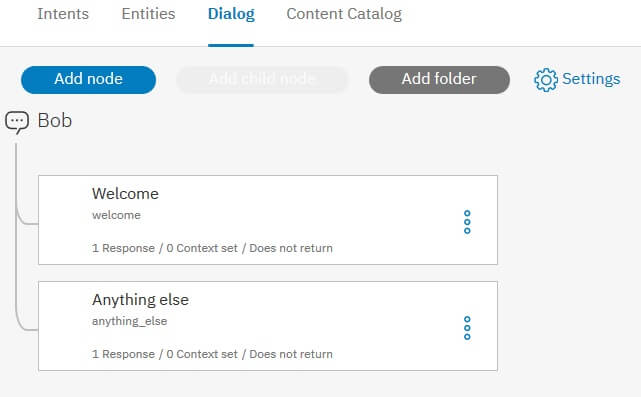 Intents Entities Dialog Content Catalog
Add node Add child node Add folder Settings
Bob
Welcome
welcome
1 Response / 0 Context set / Does not return
Anything else
anything_else
1 Response / 0 Context set / Does not return